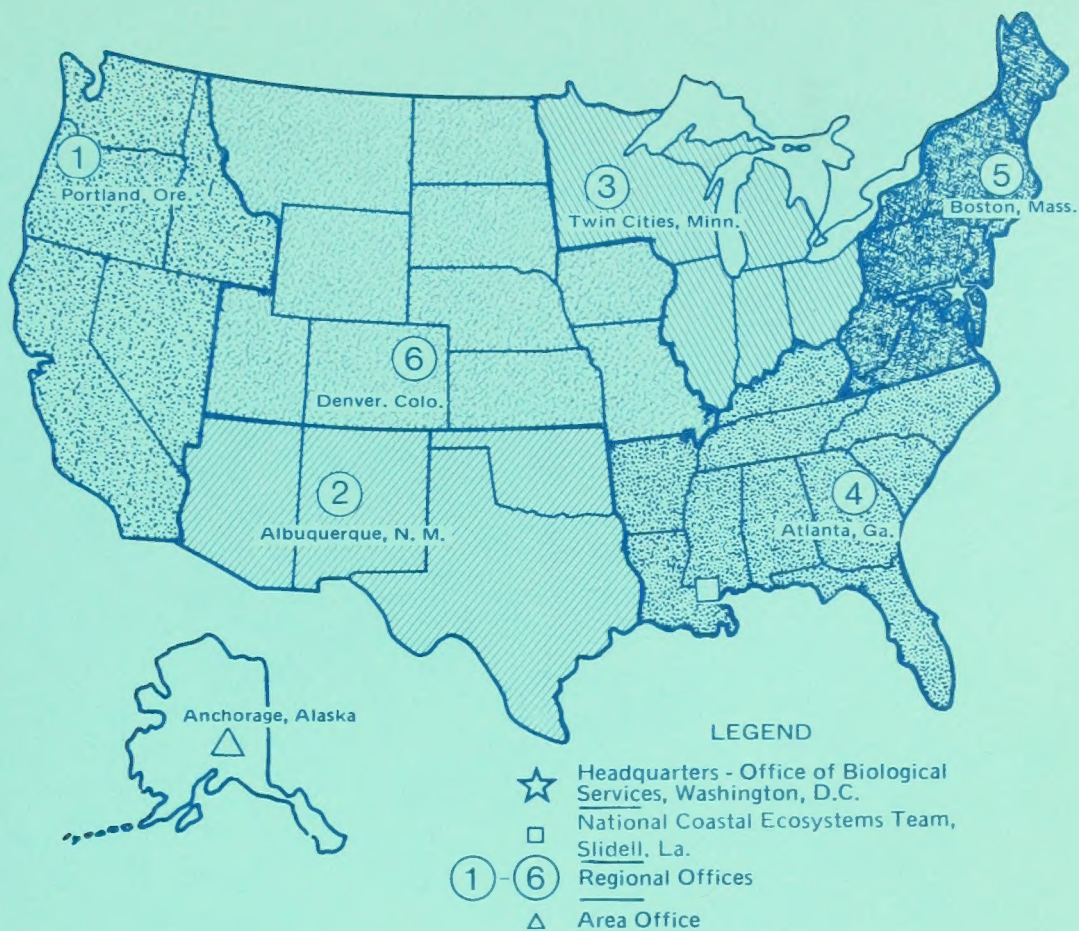 1
Portland, Ore.
3
Twin Cities, Minn.
5
Boston, Mass.
6
Denver. Colo.
2
Albuquerque, N. M.
4
Atlanta, Ga.
Anchorage, Alaska
LEGEND
Headquarters - Office of Biological
Services, Washington, D.C.
National Coastal Ecosystems Team,
Slidell, La.
1 - 6 Regional Offices
Area Office